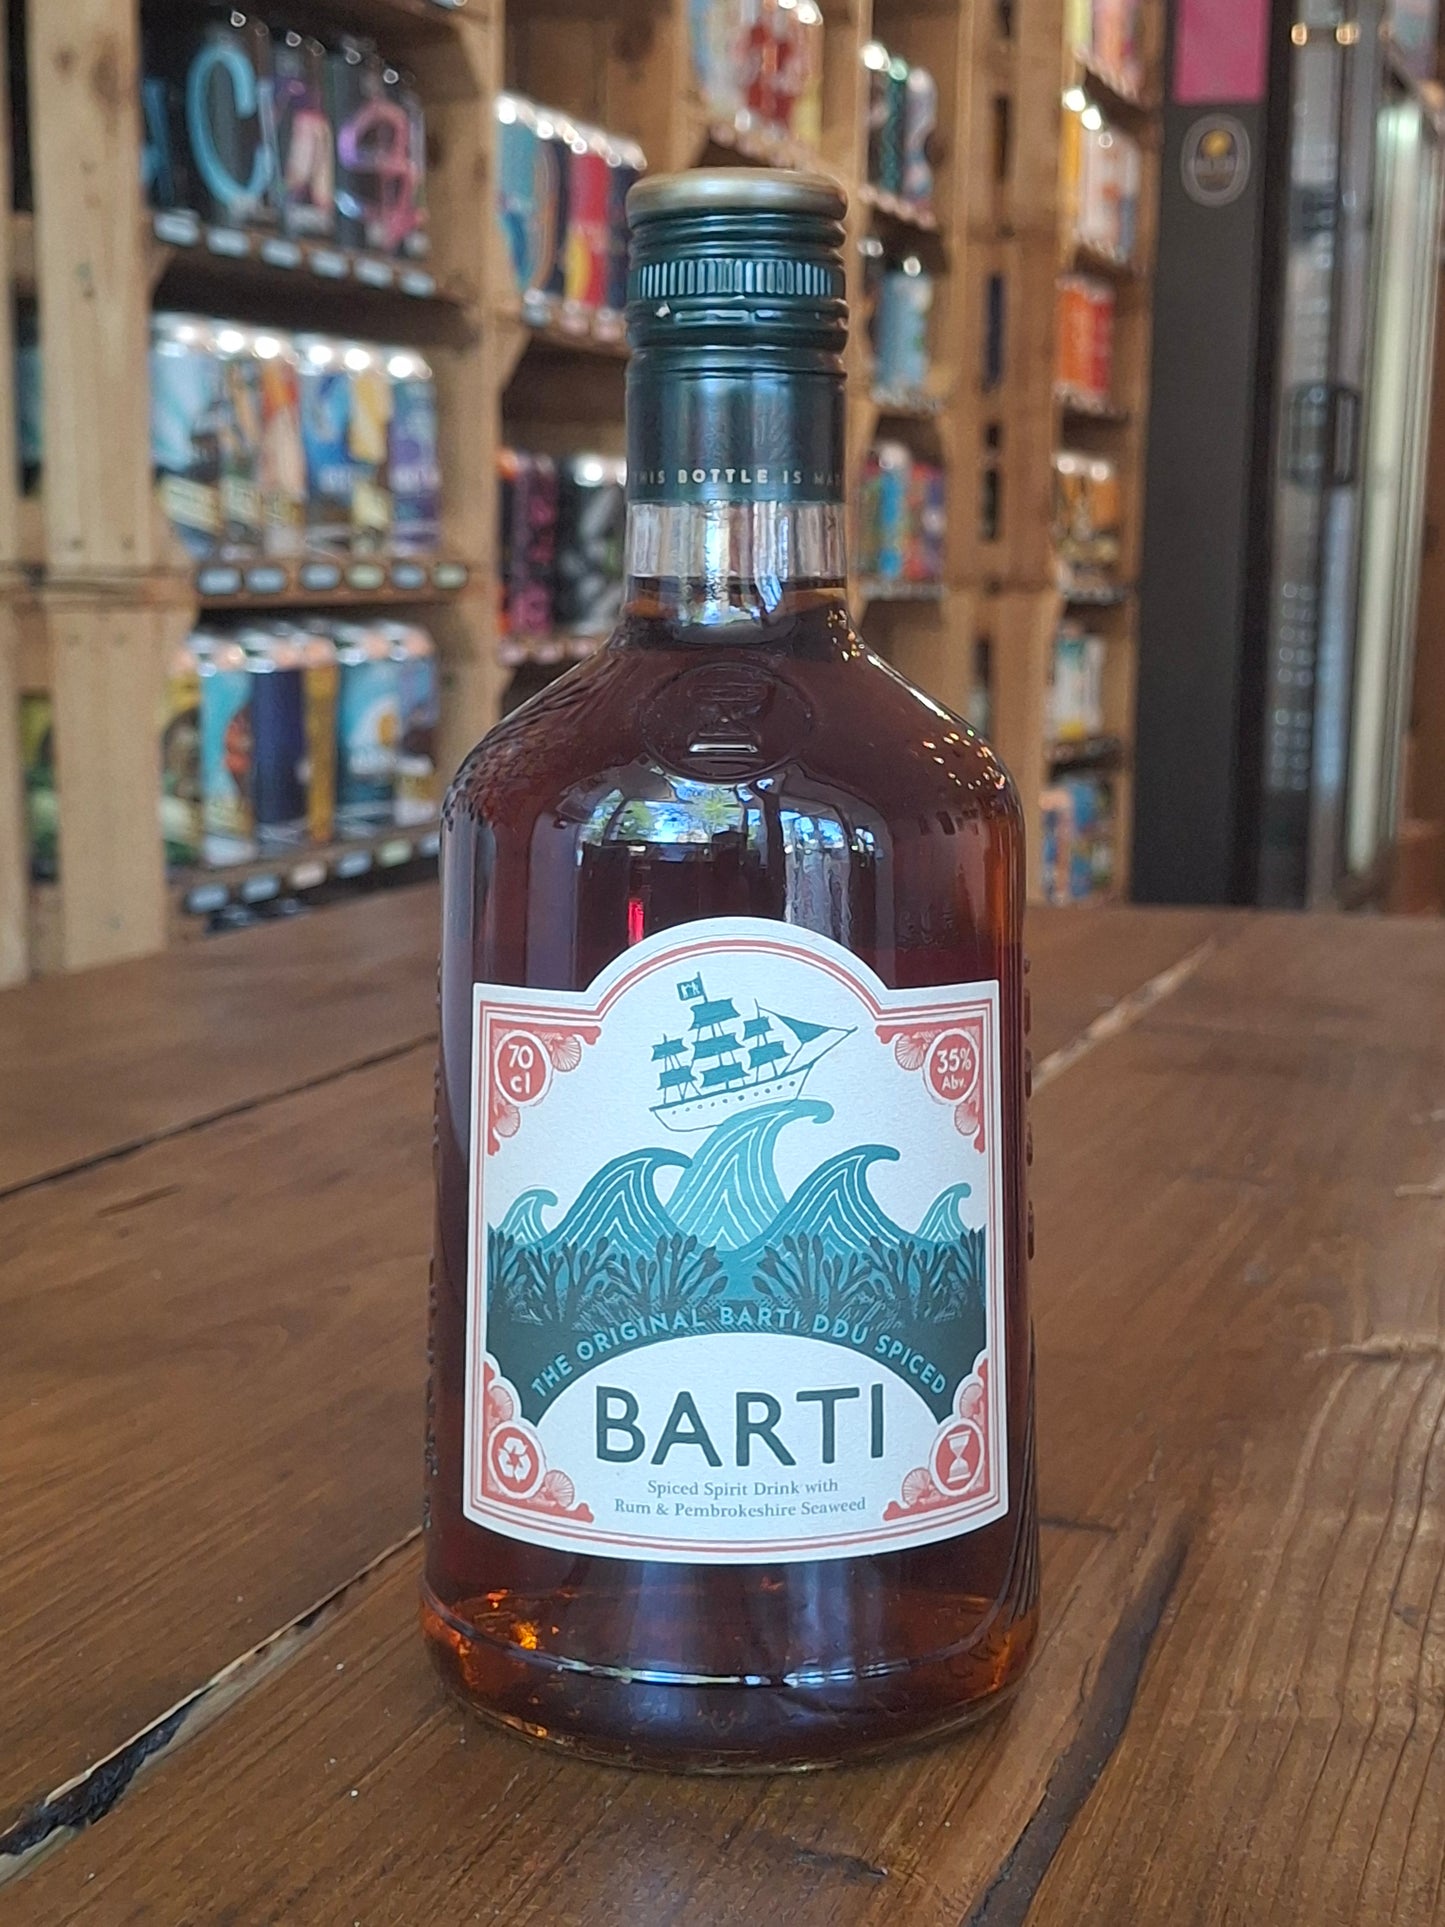 THIS BOTTLE IS
70
cl
35%
Abv.
THE ORIGINAL BARTI DDU SPICED
BARTI
Spiced Spirit Drink with
Rum & Pembrokeshire Seaweed